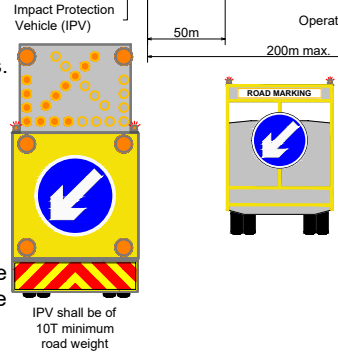 Impact Protection
Vehicle (IPV)
Operat
50m
200m max.
s.
ROAD MARKING
e
e
IPV shall be of
10T minimum
road weight